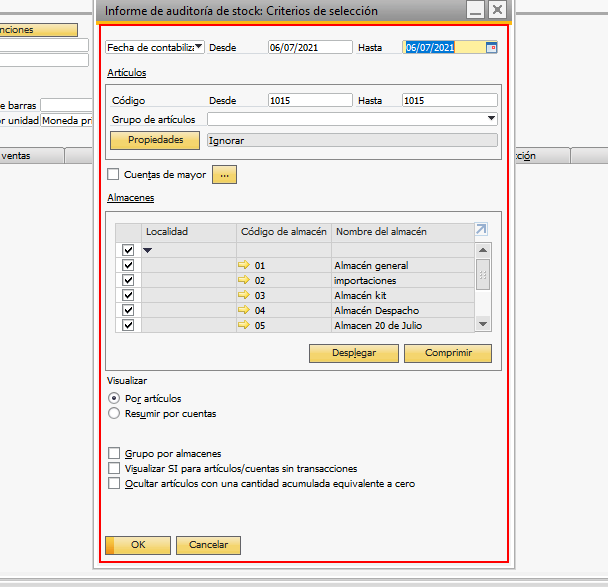 Informe de auditoría de stock: Criterios de selección
nciones
Fecha de contabiliza Desde 06/07/2021 Hasta 06/07/2021
Artículos
Código Desde 1015 Hasta 1015
e barras
Grupo de artículos
r unidad Moneda pri
Propiedades Ignorar
ventas
ción
Cuentas de mayor ...
Almacenes
Localidad Código de almacén Nombre del almacén
01 Almacén general
02 importaciones
03 Almacén kit
04 Almacén Despacho
05 Almacen 20 de Julio
Desplegar Comprimir
Visualizar
Por artículos
Resumir por cuentas
Grupo por almacenes
Visualizar SI para artículos/cuentas sin transacciones
Ocultar artículos con una cantidad acumulada equivalente a cero
OK Cancelar